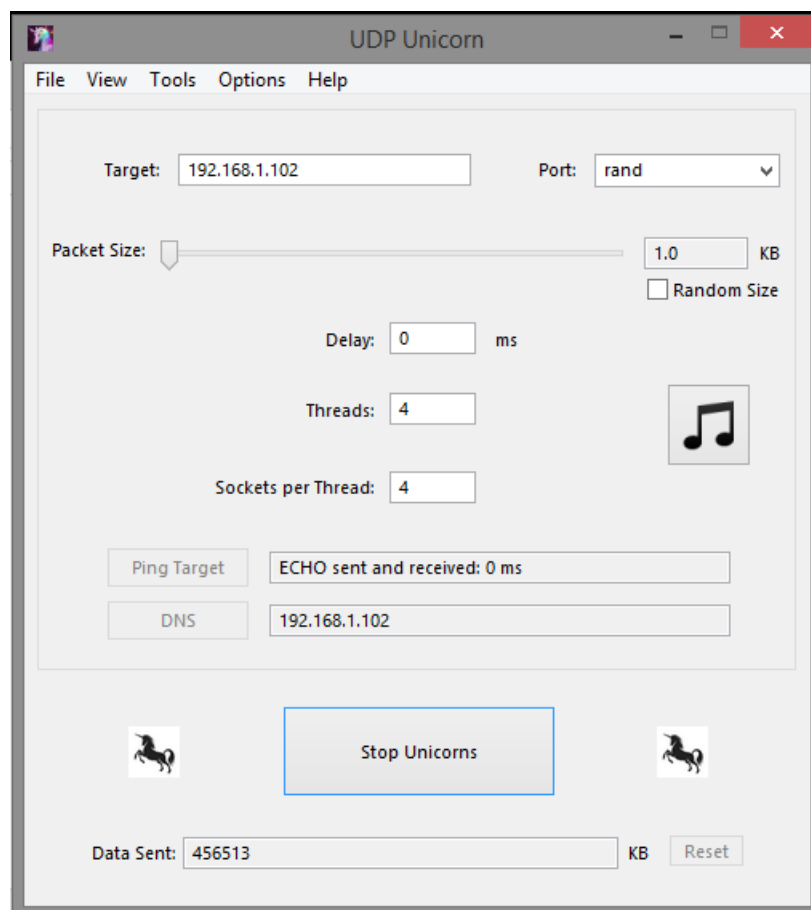 UDP Unicorn
File View Tools Options Help
Target: 192.168.1.102 Port: rand
Packet Size: 1.0 KB
Random Size
Delay: 0 ms
Threads: 4
Sockets per Thread: 4
Ping Target ECHO sent and received: 0 ms
DNS 192.168.1.102
Stop Unicorns
Data Sent: 456513 KB Reset